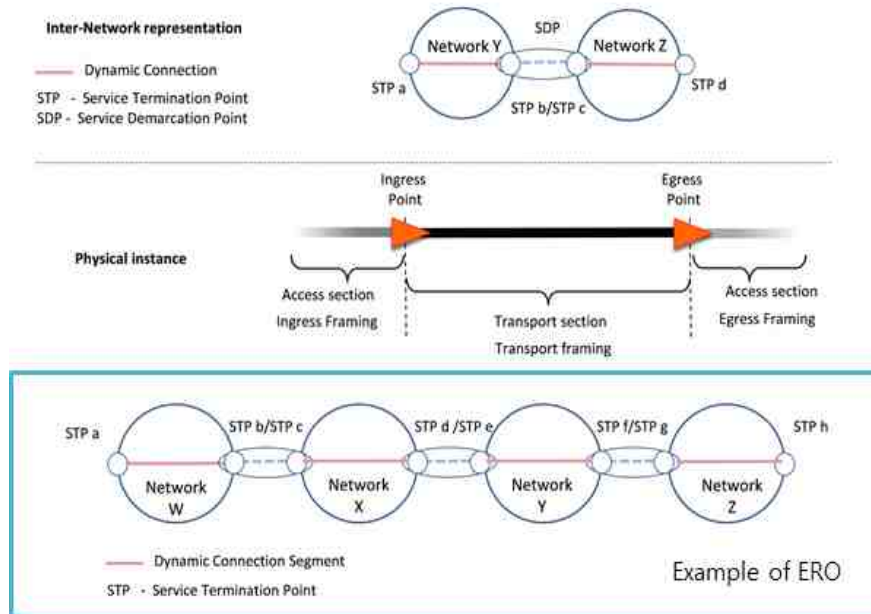 Inter-Network representation
Dynamic Connection
STP - Service Termination Point
SDP - Service Demarcation Point
SDP
Network Y
Network Z
STP a
STP b/STP c
STP d
Physical instance
Ingress
Point
Egress
Point
Access section
Ingress Framing
Transport section
Transport framing
Access section
Egress Framing
STP a
STP b/STP c
STP d /STP e
STP f/STP g
STP h
Network
W
Network
X
Network
Y
Network
Z
Dynamic Connection Segment
STP - Service Termination Point
Example of ERO